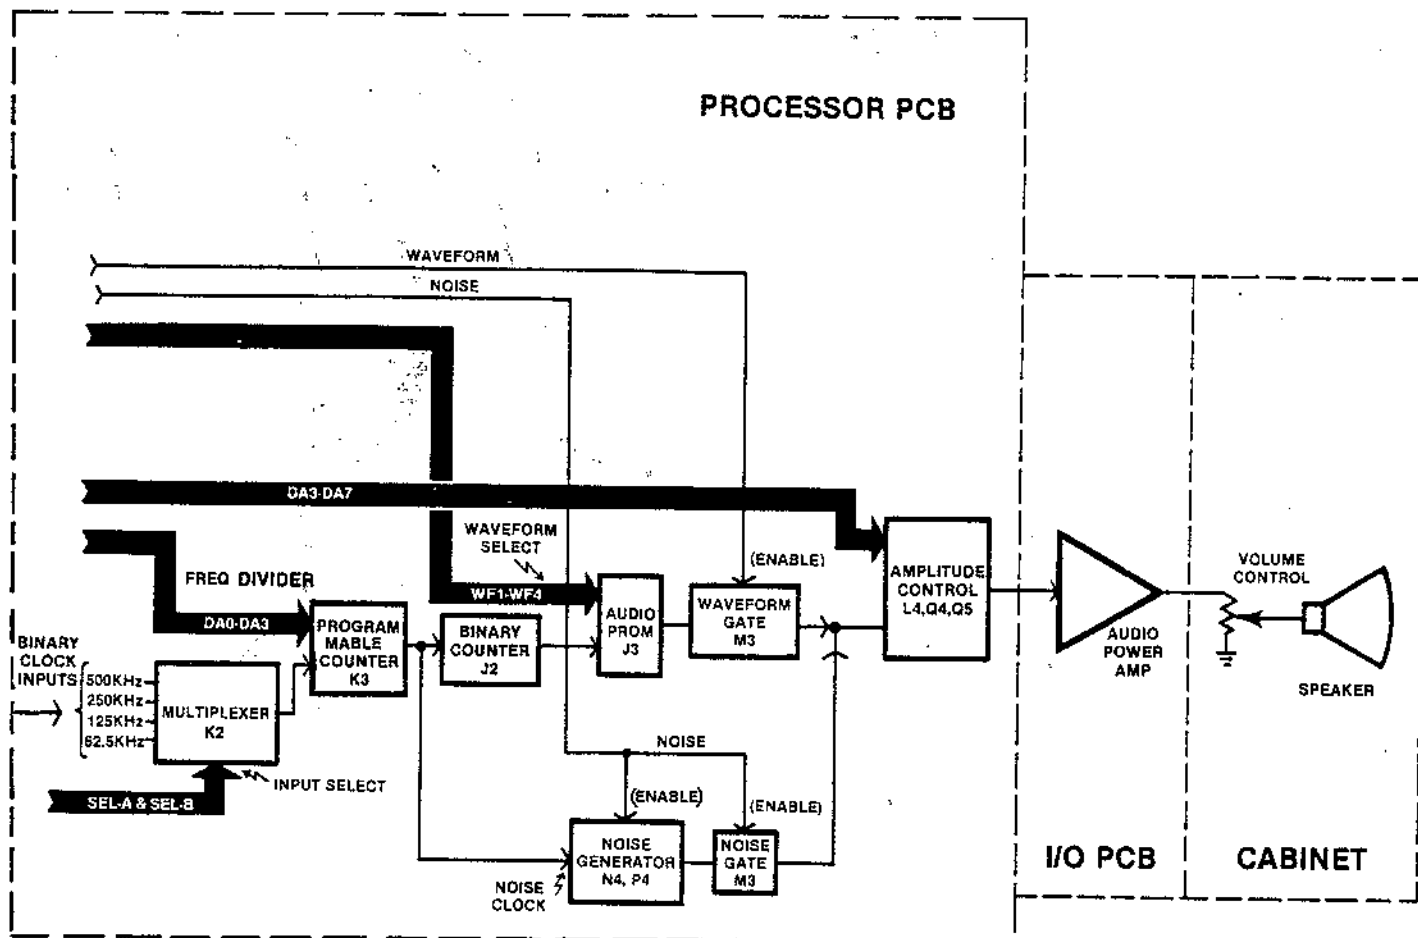 PROCESSOR PCB
WAVEFORM
NOISE
DA3-DA7
WAVEFORM
SELECT
(ENABLE)
AMPLITUDE
CONTROL
L4,Q4,Q5
VOLUME
CONTROL
FREQ DIVIDER
WF1-WF4
DA0-DA3
PROGRAM
MABLE
COUNTER
K3
BINARY
COUNTER
J2
AUDIO
PROM
J3
WAVEFORM
GATE
M3
AUDIO
POWER
AMP
SPEAKER
BINARY
CLOCK
INPUTS
500KHz
250KHz
125KHz
62.5KHz
MULTIPLEXER
K2
INPUT SELECT
SEL-A & SEL-B
NOISE
(ENABLE)
(ENABLE)
NOISE
GENERATOR
N4, P4
NOISE
GATE
M3
NOISE
CLOCK
I/O PCB
CABINET